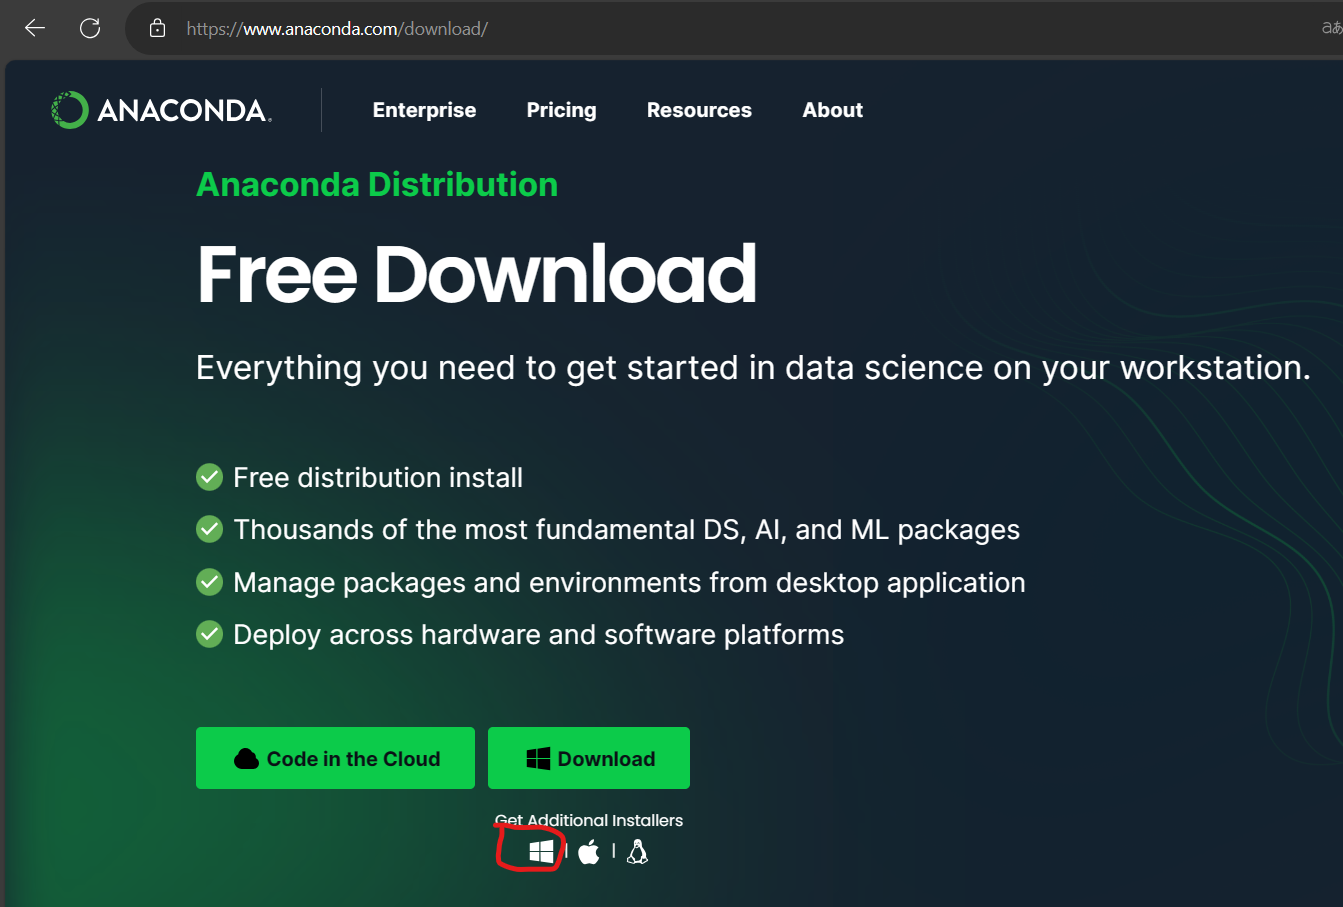 https://www.anaconda.com/download/
aあ
ANACONDA.
Enterprise Pricing Resources About
Anaconda Distribution
Free Download
Everything you need to get started in data science on your workstation.
Free distribution install
Thousands of the most fundamental DS, AI, and ML packages
Manage packages and environments from desktop application
Deploy across hardware and software platforms
Code in the Cloud Download
Get Additional Installers
| |